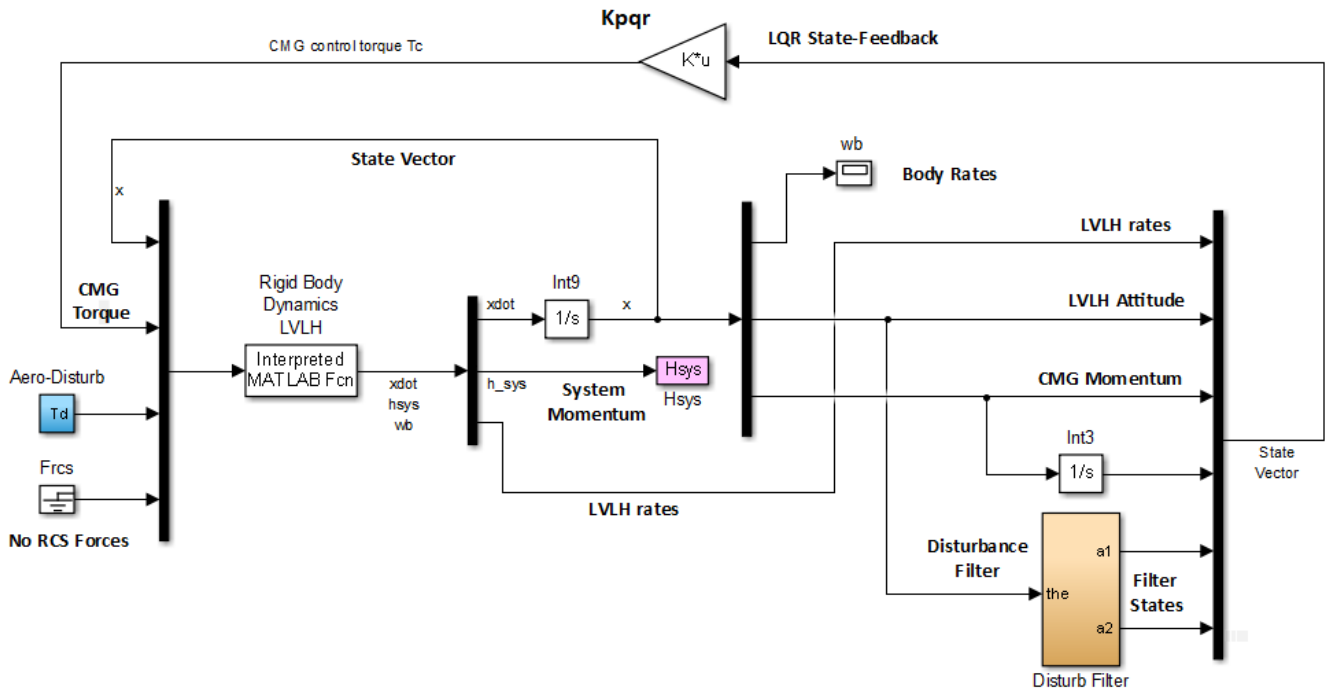 Kpqr
CMG control torque Tc
K*u
LQR State-Feedback
State Vector
x
wb
Body Rates
LVLH rates
CMG
Torque
Rigid Body
Dynamics
LVLH
Interpreted
MATLAB Fcn
xdot
hsys
wb
xdot
Int9
1/s
x
h_sys
System
Momentum
Hsys
Hsys
LVLH Attitude
CMG Momentum
Aero-Disturb
Td
Frcs
No RCS Forces
LVLH rates
Int3
1/s
State
Vector
Disturbance
Filter
the
a1
a2
Filter
States
Disturb Filter